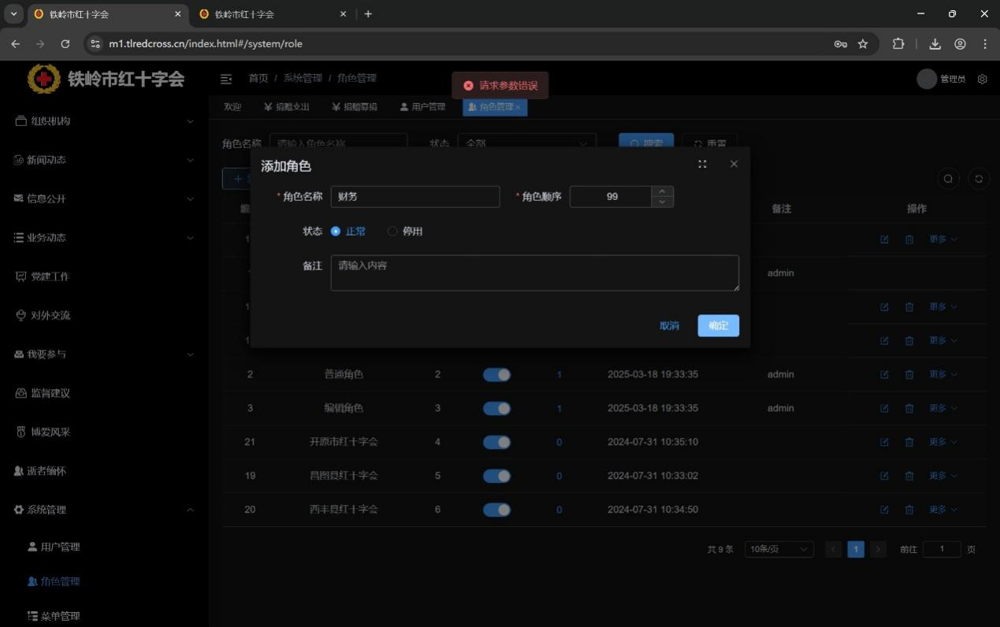 铁岭市红十字会
铁岭市红十字会
m1.tlredcross.cn/index.html#/system/role
铁岭市红十字会
首页 / 系统管理 / 角色管理
请求参数错误
管理员
欢迎 捐赠支出 捐赠募捐 用户管理 角色管理
组织机构
新闻动态
信息公开
业务动态
党建工作
对外交流
我要参与
监督建议
博爱风采
逝者缅怀
系统管理
用户管理
角色管理
菜单管理
角色名称 请输入角色名称 状态 全部 搜索 重置
添加角色
*角色名称 财务 *角色顺序 99
状态 正常 停用
备注 请输入内容
取消 确定
备注 操作
更多
admin
更多
更多
2 普通角色 2 1 2025-03-18 19:33:35 admin 更多
3 编辑角色 3 1 2025-03-18 19:33:35 admin 更多
21 开原市红十字会 4 0 2024-07-31 10:35:10 更多
19 昌图县红十字会 5 0 2024-07-31 10:33:02 更多
20 西丰县红十字会 6 0 2024-07-31 10:34:50 更多
共 9 条 10条/页 1 前往 1 页